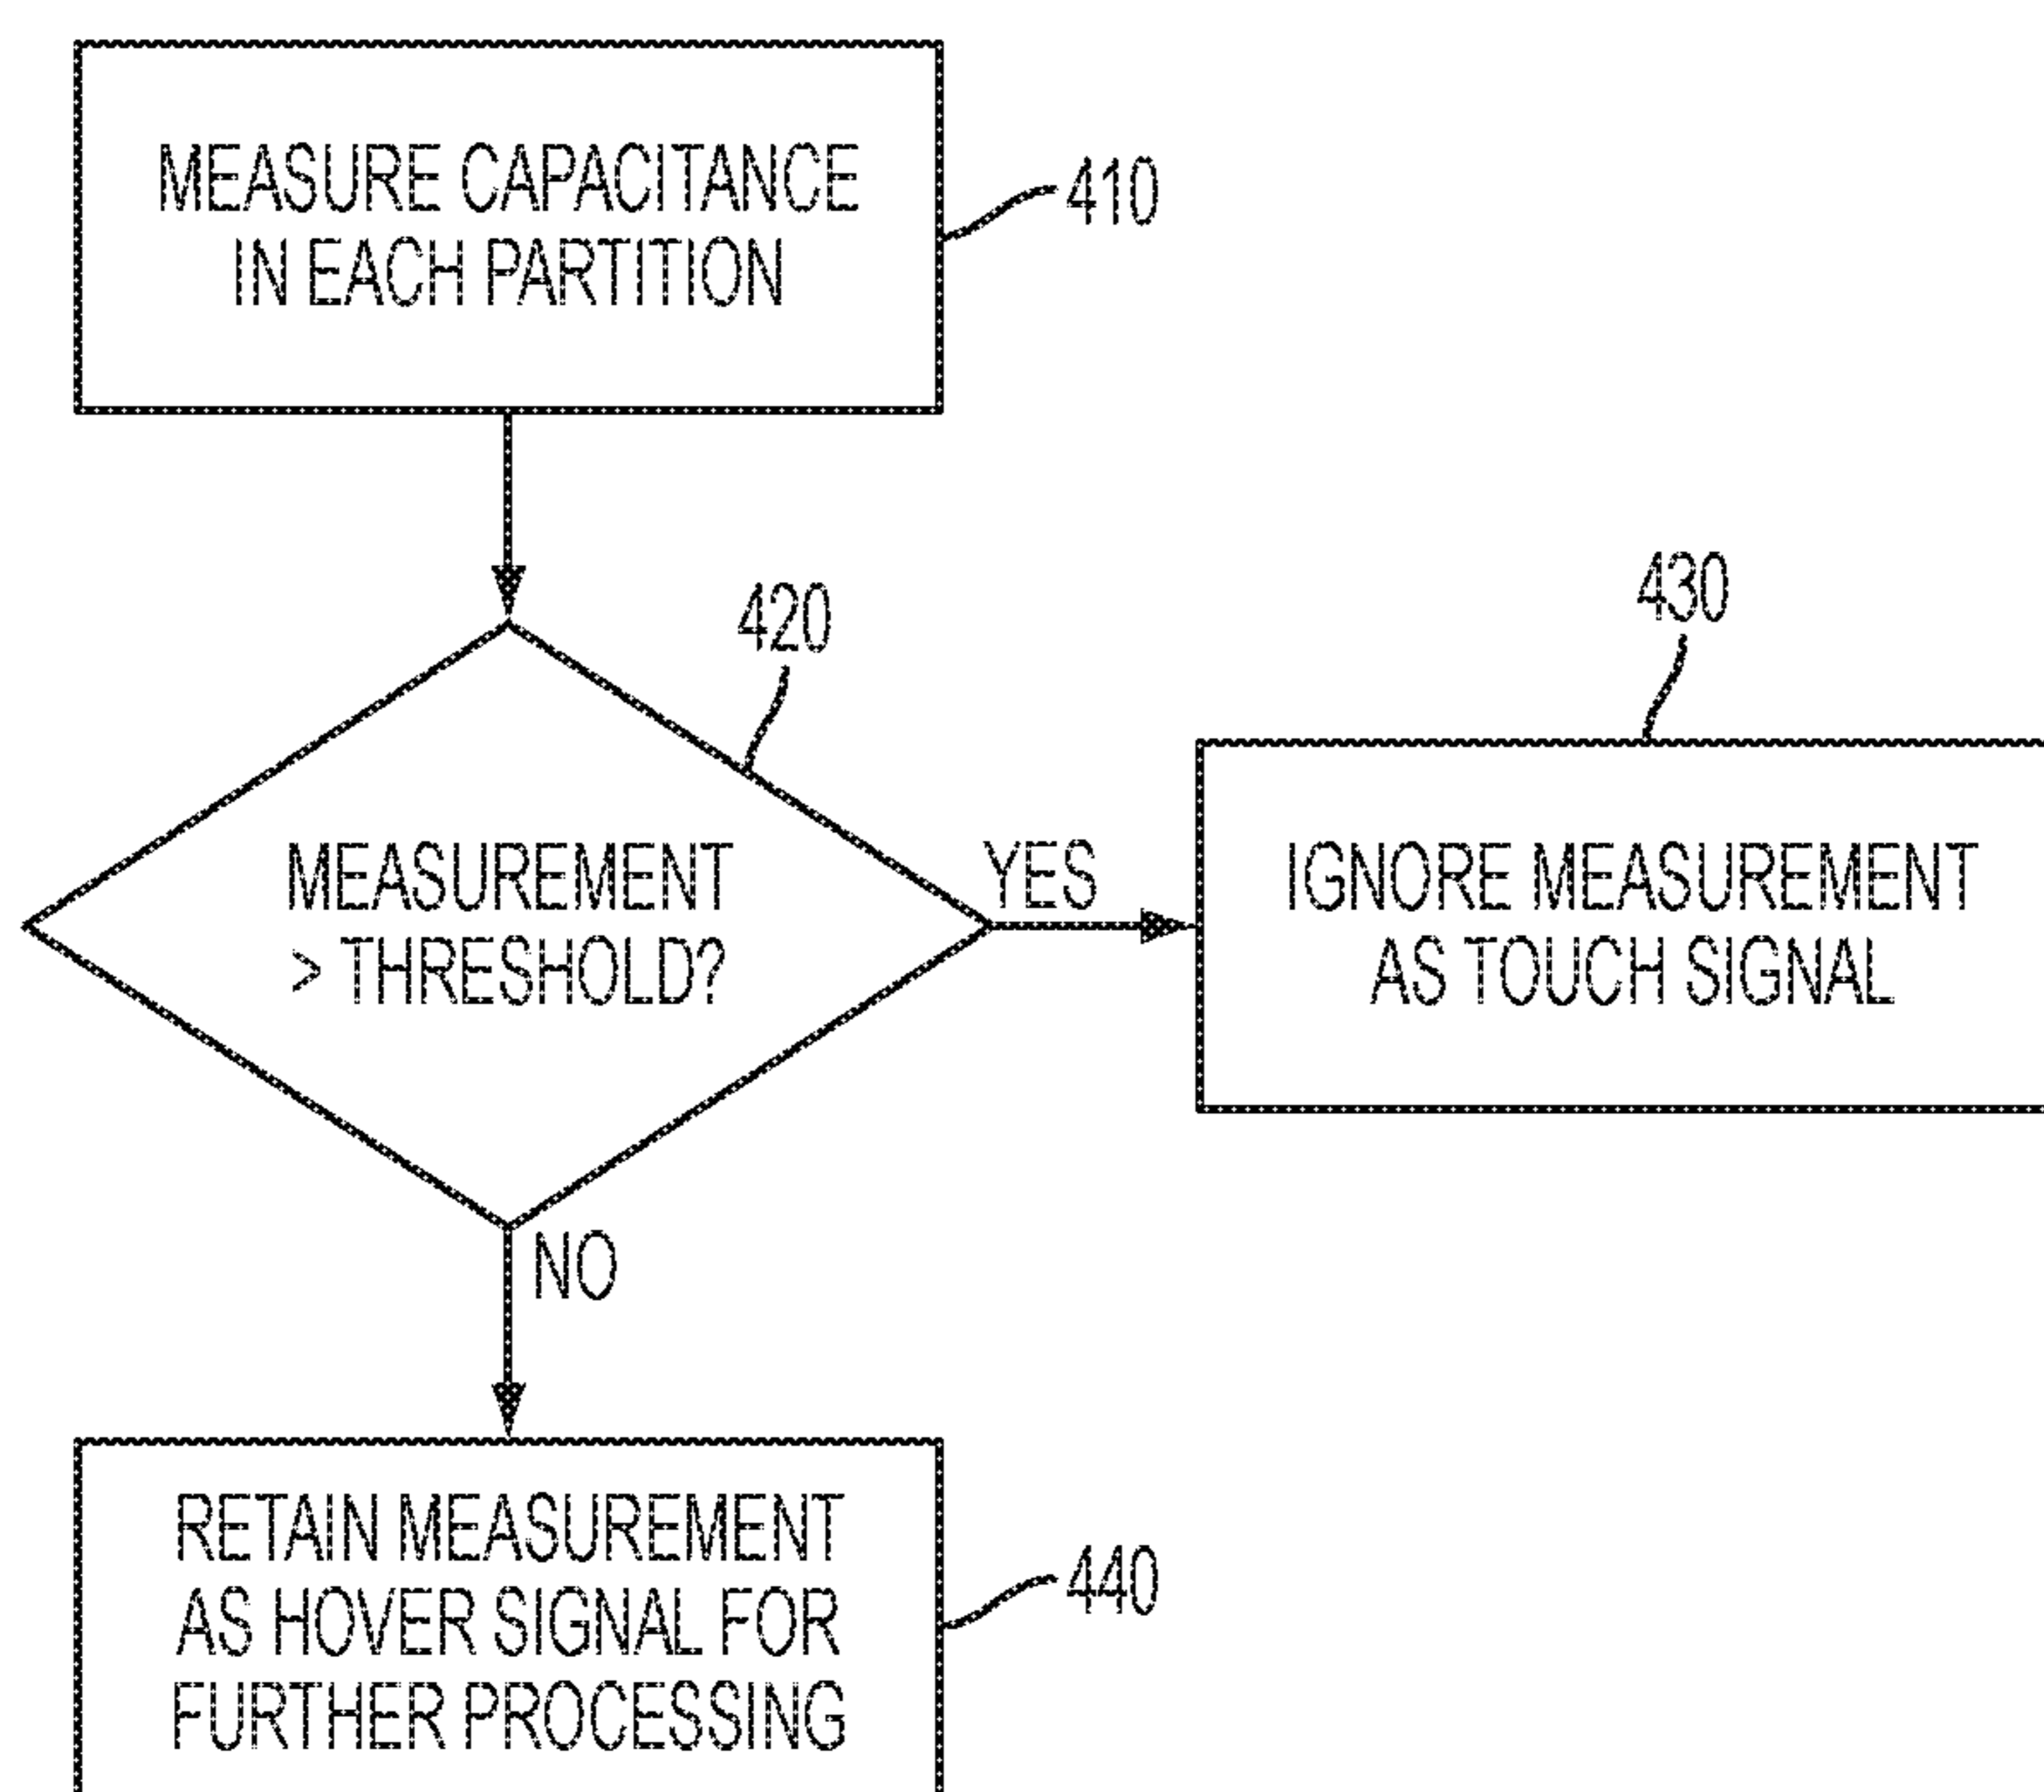 MEASURE CAPACITANCE
IN EACH PARTITION
410
420
MEASUREMENT
> THRESHOLD?
YES
430
IGNORE MEASUREMENT
AS TOUCH SIGNAL
NO
RETAIN MEASUREMENT
AS HOVER SIGNAL FOR
FURTHER PROCESSING
440